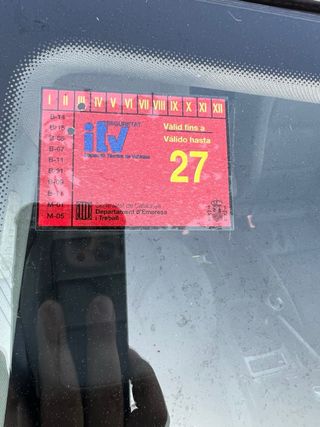 I II III IV V VI VII VIII IX X XI XII
B-14
B-15
B-07
B-11
B-91
B-09
M-01
M-05
SEGURETAT
itv
Vàlid fins a
Válido hasta
27
Generalitat de Catalunya
Departament d'Empresa
i Treball